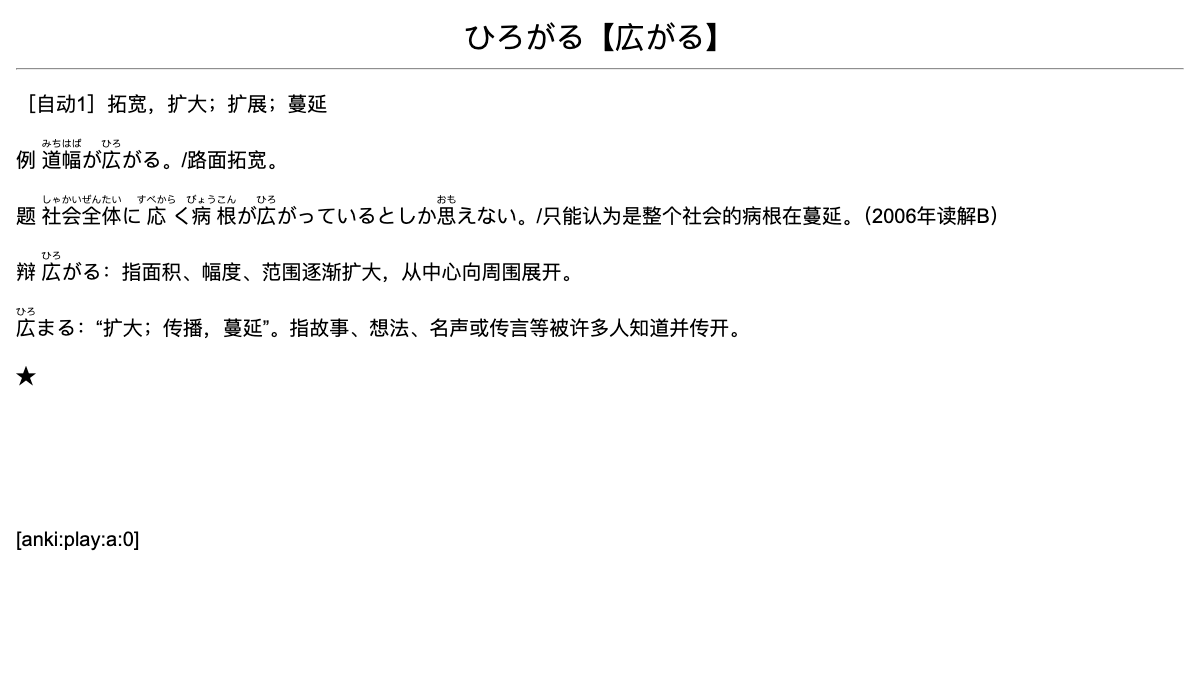 ひろがる【広がる】
［自动1］拓宽，扩大；扩展；蔓延
みちはば ひろ
例 道幅が広がる。/路面拓宽。
しゃかいぜんたい すべから びょうこん ひろ おも
题 社会全体に応く病根が広がっているとしか思えない。/只能认为是整个社会的病根在蔓延。（2006年读解B）
ひろ
辩 広がる：指面积、幅度、范围逐渐扩大，从中心向周围展开。
ひろ
広まる：“扩大；传播，蔓延”。指故事、想法、名声或传言等被许多人知道并传开。
★
[anki:play:a:0]